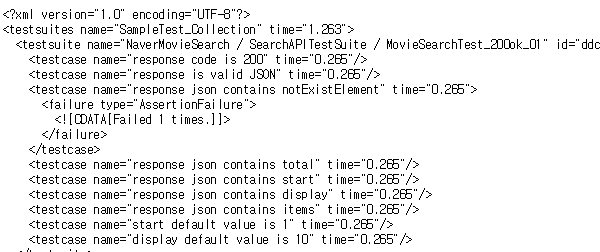 <?xml version="1.0" encoding="UTF-8"?>
<testsuites name="SampleTest_Collection" time="1.263">
<testsuite name="NaverMovieSearch / SearchAPITestSuite / MovieSearchTest_200ok_01" id="ddc
<testcase name="response code is 200" time="0.265"/>
<testcase name="response is valid JSON" time="0.265"/>
<testcase name="response json contains notExistElement" time="0.265">
<failure type="AssertionFailure">
<![CDATA[Failed 1 times.]]>
</failure>
</testcase>
<testcase name="response json contains total" time="0.265"/>
<testcase name="response json contains start" time="0.265"/>
<testcase name="response json contains display" time="0.265"/>
<testcase name="response json contains items" time="0.265"/>
<testcase name="start default value is 1" time="0.265"/>
<testcase name="display default value is 10" time="0.265"/>